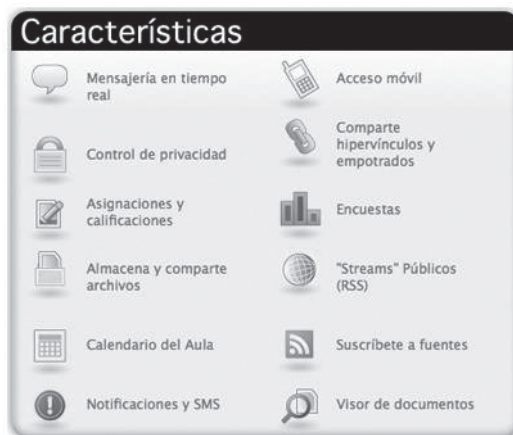 Características
Mensajería en tiempo
real
Acceso móvil
Control de privacidad
Comparte
hipervínculos y
empotrados
Asignaciones y
calificaciones
Encuestas
Almacena y comparte
archivos
"Streams" Públicos
(RSS)
Calendario del Aula
Suscríbete a fuentes
Notificaciones y SMS
Visor de documentos